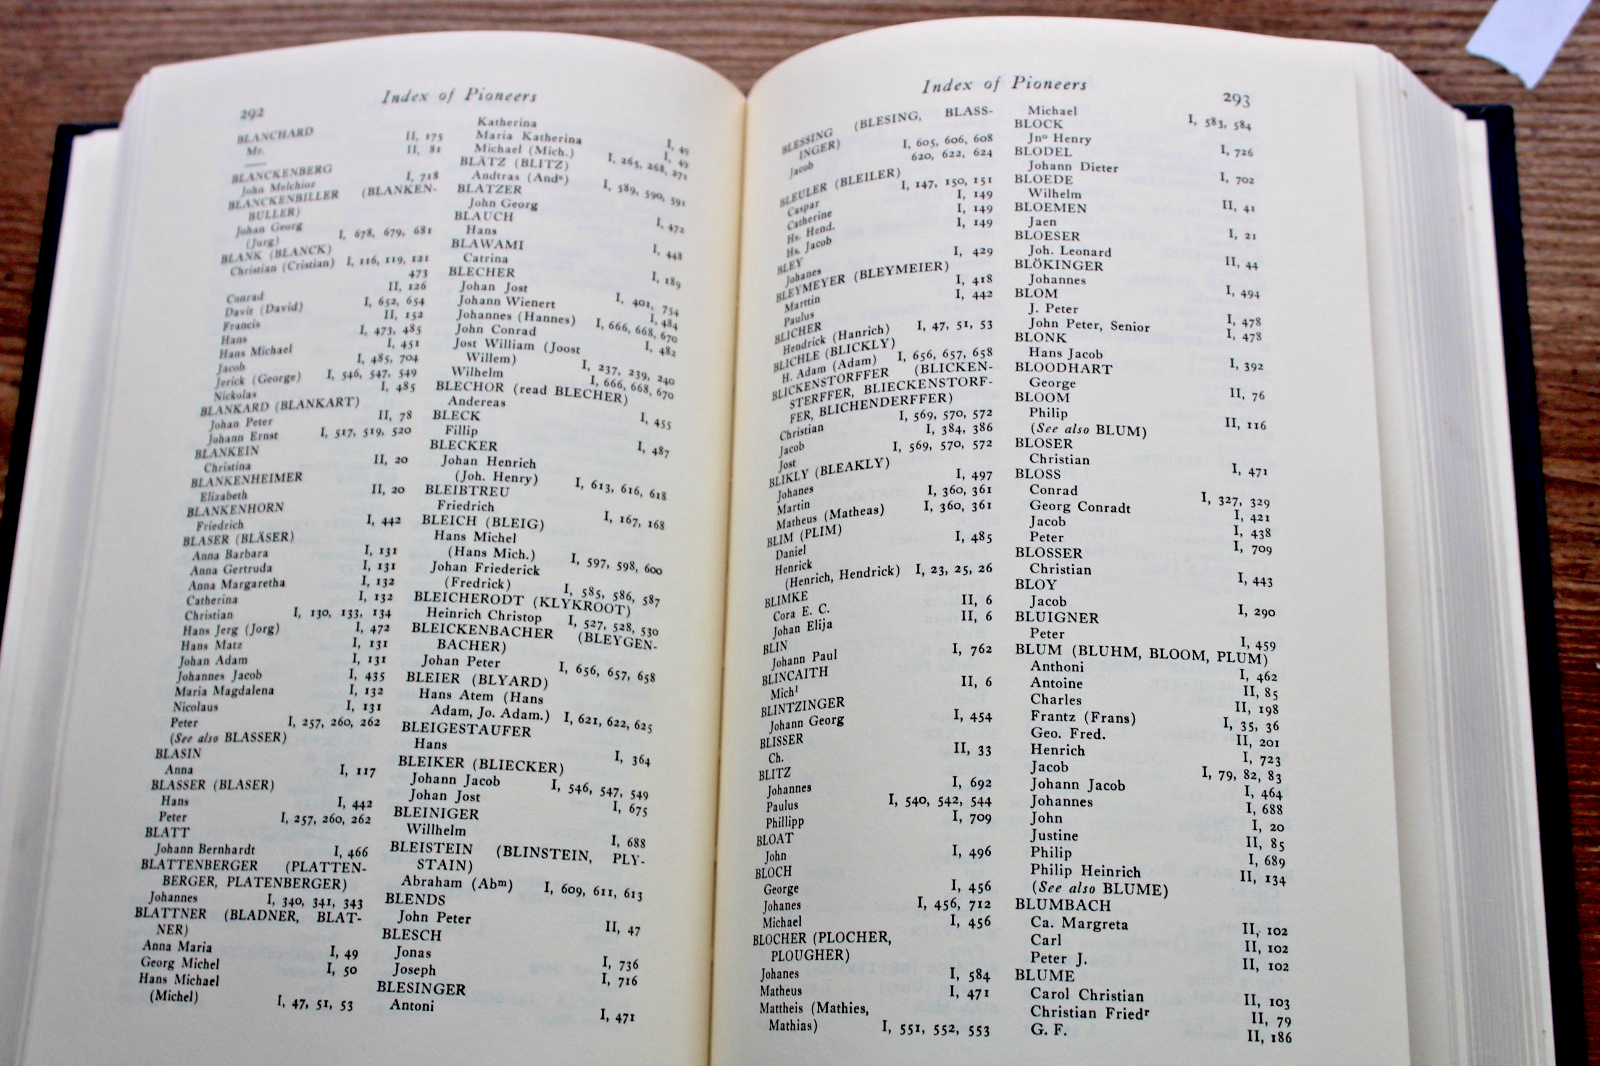 292
Index of Pioneers
BLANCHARD
Mr. II, 175
II, 81
BLANCKENBERG
John Melchior I, 718
BLANCKENBILLER (BLANKEN-
BULLER)
Johan Georg
(Jurg) I, 678, 679, 681
BLANK (BLANCK)
Christian (Cristian) I, 116, 119, 121
473
Conrad II, 126
Davit (David) I, 652, 654
Francis II, 152
Hans I, 473, 485
Hans Michael I, 451
Jacob I, 485, 704
Jerick (George) I, 546, 547, 549
Nickolas I, 485
BLANKARD (BLANKART)
Johan Peter II, 78
Johann Ernst I, 517, 519, 520
BLANKEIN
Christina II, 20
BLANKENHEIMER
Elizabeth II, 20
BLANKENHORN
Friedrich I, 442
BLASER (BLÄSER)
Anna Barbara I, 131
Anna Gertruda I, 131
Anna Margaretha I, 132
Catherina I, 132
Christian I, 130, 133, 134
Hans Jerg (Jorg) I, 472
Hans Matz I, 131
Johan Adam I, 131
Johannes Jacob I, 435
Maria Magdalena I, 132
Nicolaus I, 131
Peter I, 257, 260, 262
(See also BLASSER)
BLASIN
Anna I, 117
BLASSER (BLASER)
Hans I, 442
Peter I, 257, 260, 262
BLATT
Johann Bernhardt I, 466
BLATTENBERGER (PLATTEN-
BERGER, PLATENBERGER)
Johannes I, 340, 341, 343
BLATTNER (BLADNER, BLAT-
NER)
Anna Maria I, 49
Georg Michel I, 50
Hans Michael
(Michel) I, 47, 51, 53
Katherina I, 49
Maria Katherina I, 49
Michael (Mich.) I, 265, 268, 271
BLÄTZ (BLITZ)
Andtras (Andˢ) I, 589, 590, 591
BLATZER
John Georg I, 472
BLAUCH
Hans I, 448
BLAWAMI
Catrina I, 189
BLECHER
Johan Jost I, 401, 754
Johann Wienert I, 484
Johannes (Hannes) I, 666, 668, 670
John Conrad I, 482
Jost William (Joost
Willem) I, 237, 239, 240
Wilhelm I, 666, 668, 670
BLECHOR (read BLECHER)
Andereas I, 455
BLECK
Fillip I, 487
BLECKER
Johan Henrich
(Joh. Henry) I, 613, 616, 618
BLEIBTREU
Friedrich I, 167, 168
BLEICH (BLEIG)
Hans Michel
(Hans Mich.) I, 597, 598, 600
Johan Friederick
(Fredrick) I, 585, 586, 587
BLEICHERODT (KLYKROOT)
Heinrich Christop I, 527, 528, 530
BLEICKENBACHER (BLEYGEN-
BACHER)
Johan Peter I, 656, 657, 658
BLEIER (BLYARD)
Hans Atem (Hans
Adam, Jo. Adam.) I, 621, 622, 625
BLEIGESTAUFER
Hans I, 364
BLEIKER (BLIECKER)
Johann Jacob I, 546, 547, 549
Johan Jost I, 675
BLEINIGER
Willhelm I, 688
BLEISTEIN (BLINSTEIN, PLY-
STAIN)
Abraham (Abᵐ) I, 609, 611, 613
BLENDS
John Peter II, 47
BLESCH
Jonas I, 736
Joseph I, 716
BLESINGER
Antoni I, 471
Index of Pioneers
293
BLESSING (BLESING, BLASS-
INGER)
Jacob I, 605, 606, 608
620, 622, 624
BLEULER (BLEILER)
Caspar I, 147, 150, 151
Catherine I, 149
Hs. Hend. I, 149
Hs. Jacob I, 149
BLEY
Johanes I, 429
BLEYMEYER (BLEYMEIER)
Marttin I, 418
Paulus I, 442
BLICHER
Hendrick (Hanrich) I, 47, 51, 53
BLICHLE (BLICKLY)
H. Adam (Adam) I, 656, 657, 658
BLICKENSTORFFER (BLICKEN-
STERFFER, BLIECKENSTORF-
FER, BLICHENDERFFER)
Christian I, 569, 570, 572
Jacob I, 384, 386
Jost I, 569, 570, 572
BLIKLY (BLEAKLY)
Johanes I, 497
Martin I, 360, 361
Matheus (Matheas) I, 360, 361
BLIM (PLIM)
Daniel I, 485
Henrick
(Henrich, Hendrick) I, 23, 25, 26
BLIMKE
Cora E. C. II, 6
Johan Elija II, 6
BLIN
Johann Paul I, 762
BLINCAITH
Michˡ II, 6
BLINTZINGER
Johann Georg I, 454
BLISSER
Ch. II, 33
BLITZ
Johannes I, 692
Paulus I, 540, 542, 544
Phillipp I, 709
BLOAT
John I, 496
BLOCH
George I, 456
Johanes I, 456, 712
Michael I, 456
BLOCHER (PLOCHER,
PLOUGHER)
Johanes I, 584
Matheus I, 471
Mattheis (Mathies,
Mathias) I, 551, 552, 553
Michael I, 583, 584
BLOCK
Jnᵒ Henry I, 726
BLODEL
Johann Dieter I, 702
BLOEDE
Wilhelm II, 41
BLOEMEN
Jaen I, 21
BLOESER
Joh. Leonard II, 44
BLÖKINGER
Johannes I, 494
BLOM
J. Peter I, 478
John Peter, Senior I, 478
BLONK
Hans Jacob I, 392
BLOODHART
George II, 76
BLOOM
Philip II, 116
(See also BLUM)
BLOSER
Christian I, 471
BLOSS
Conrad I, 327, 329
Georg Conradt I, 421
Jacob I, 438
Peter I, 709
BLOSSER
Christian I, 443
BLOY
Jacob I, 290
BLUIGNER
Peter I, 459
BLUM (BLUHM, BLOOM, PLUM)
Anthoni I, 462
Antoine II, 85
Charles II, 198
Frantz (Frans) I, 35, 36
Geo. Fred. II, 201
Henrich I, 723
Jacob I, 79, 82, 83
Johann Jacob I, 464
Johannes I, 688
John I, 20
Justine II, 85
Philip I, 689
Philip Heinrich II, 134
(See also BLUME)
BLUMBACH
Ca. Margreta II, 102
Carl II, 102
Peter J. II, 102
BLUME
Carol Christian II, 103
Christian Friedʳ II, 79
G. F. II, 186